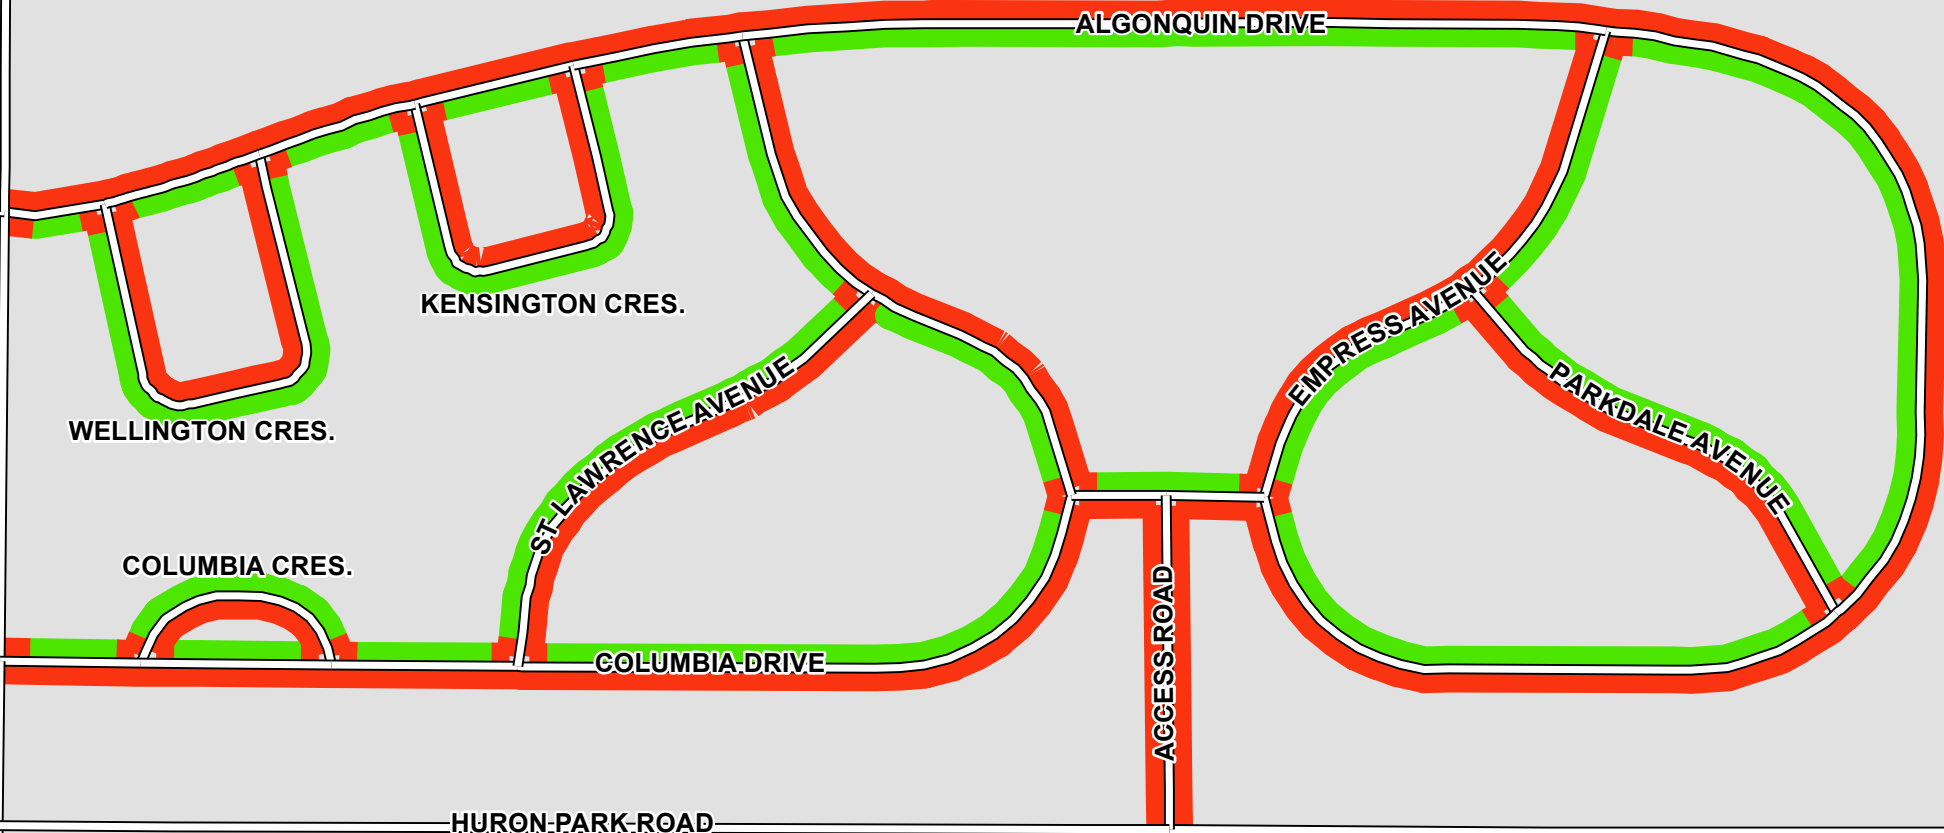 ALGONQUIN DRIVE
KENSINGTON CRES.
EMPRESS AVENUE
ST LAWRENCE AVENUE
PARKDALE AVENUE
WELLINGTON CRES.
COLUMBIA CRES.
COLUMBIA DRIVE
ACCESS ROAD
HURON PARK ROAD